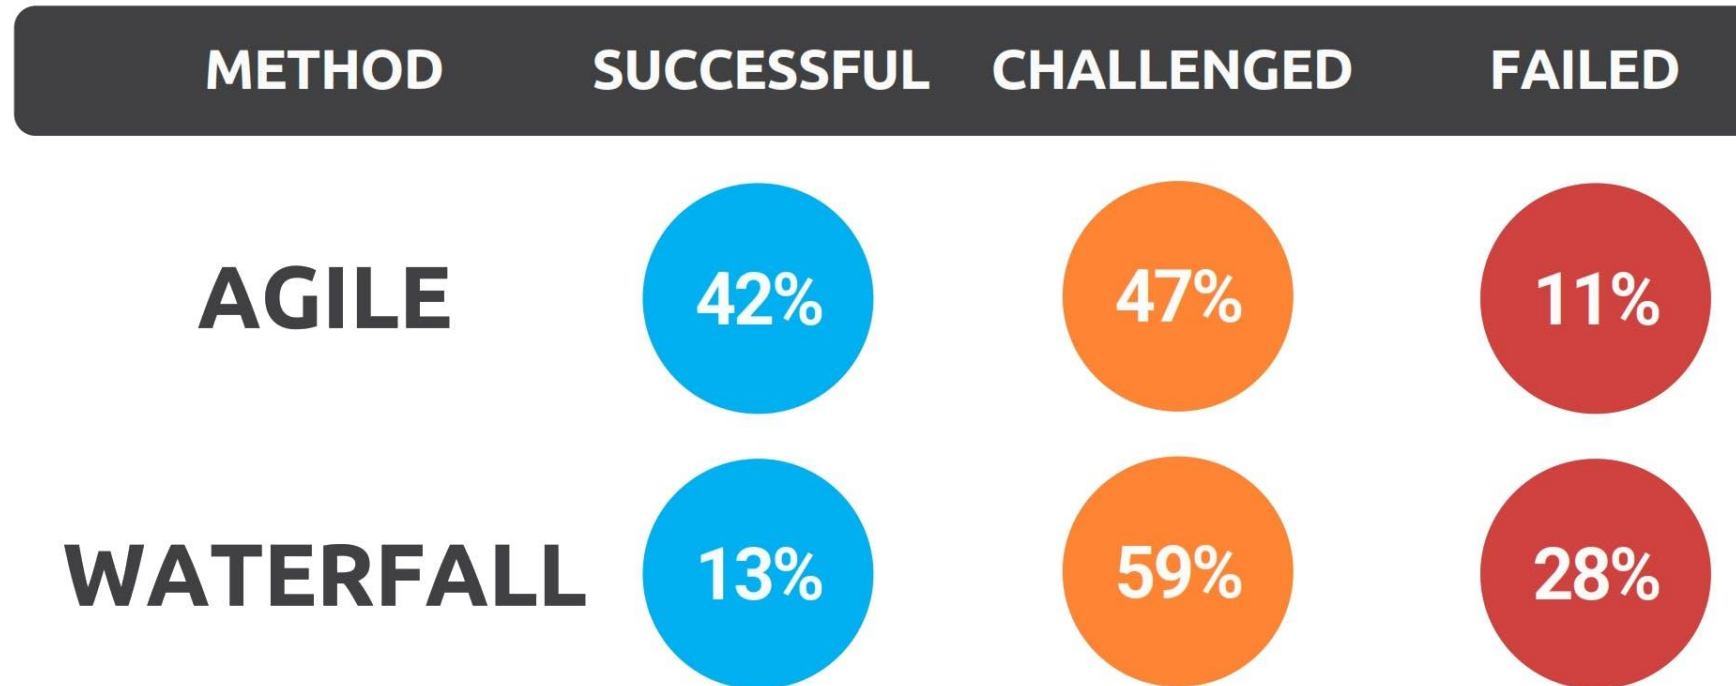 METHOD SUCCESSFUL CHALLENGED FAILED
AGILE 42% 47% 11%
WATERFALL 13% 59% 28%